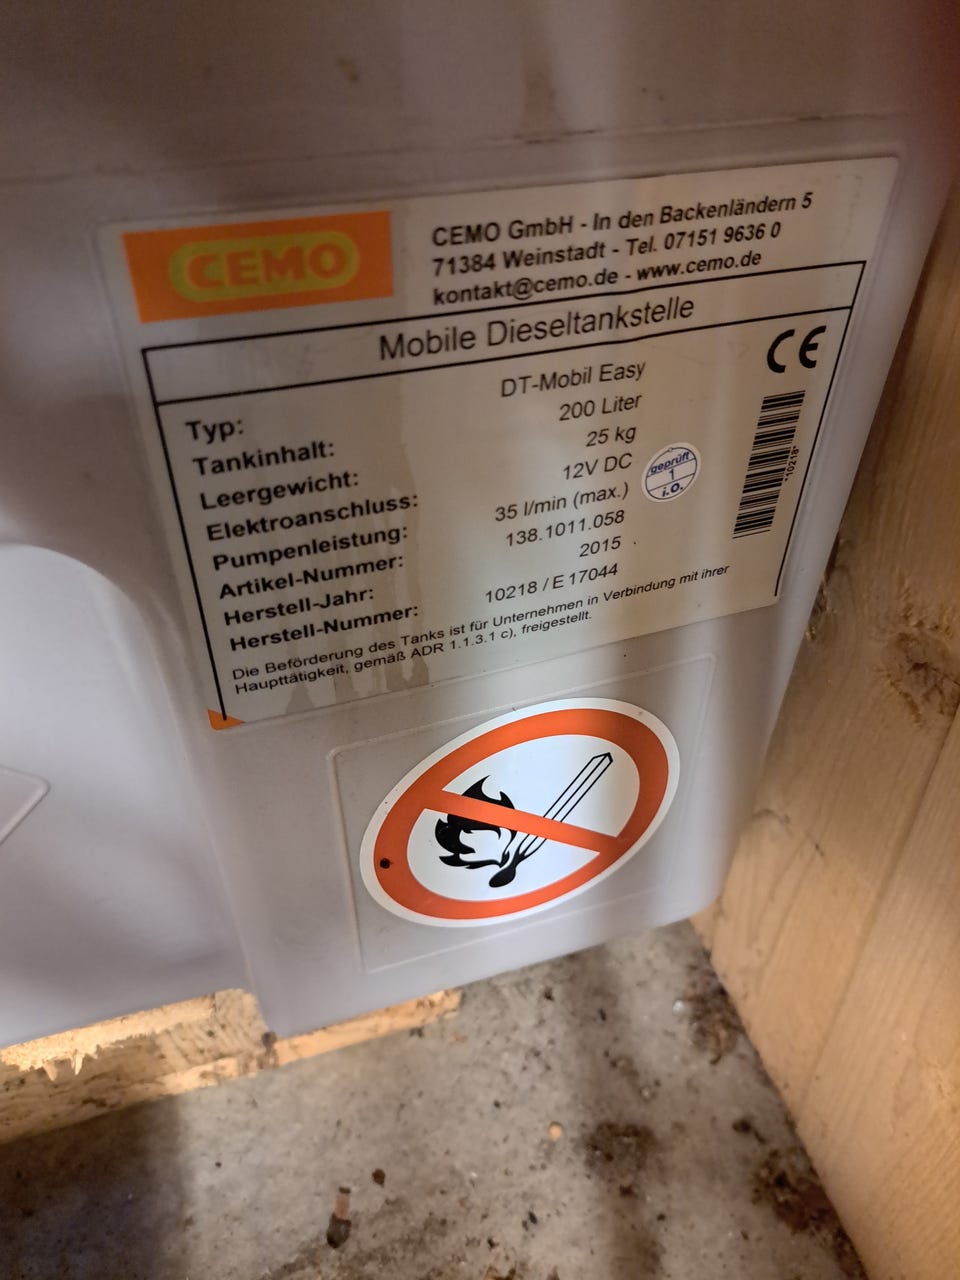 CEMO
CEMO GmbH - In den Backenländern 5
71384 Weinstadt - Tel. 07151 9636 0
kontakt@cemo.de - www.cemo.de
Mobile Dieseltankstelle
CE
Typ: DT-Mobil Easy
Tankinhalt: 200 Liter
Leergewicht: 25 kg
Elektroanschluss: 12V DC
Pumpenleistung: 35 l/min (max.)
Artikel-Nummer: 138.1011.058
Herstell-Jahr: 2015
Herstell-Nummer: 10218 / E 17044
geprüft
1
i.O.
*10218*
Die Beförderung des Tanks ist für Unternehmen in Verbindung mit ihrer
Haupttätigkeit, gemäß ADR 1.1.3.1 c), freigestellt.